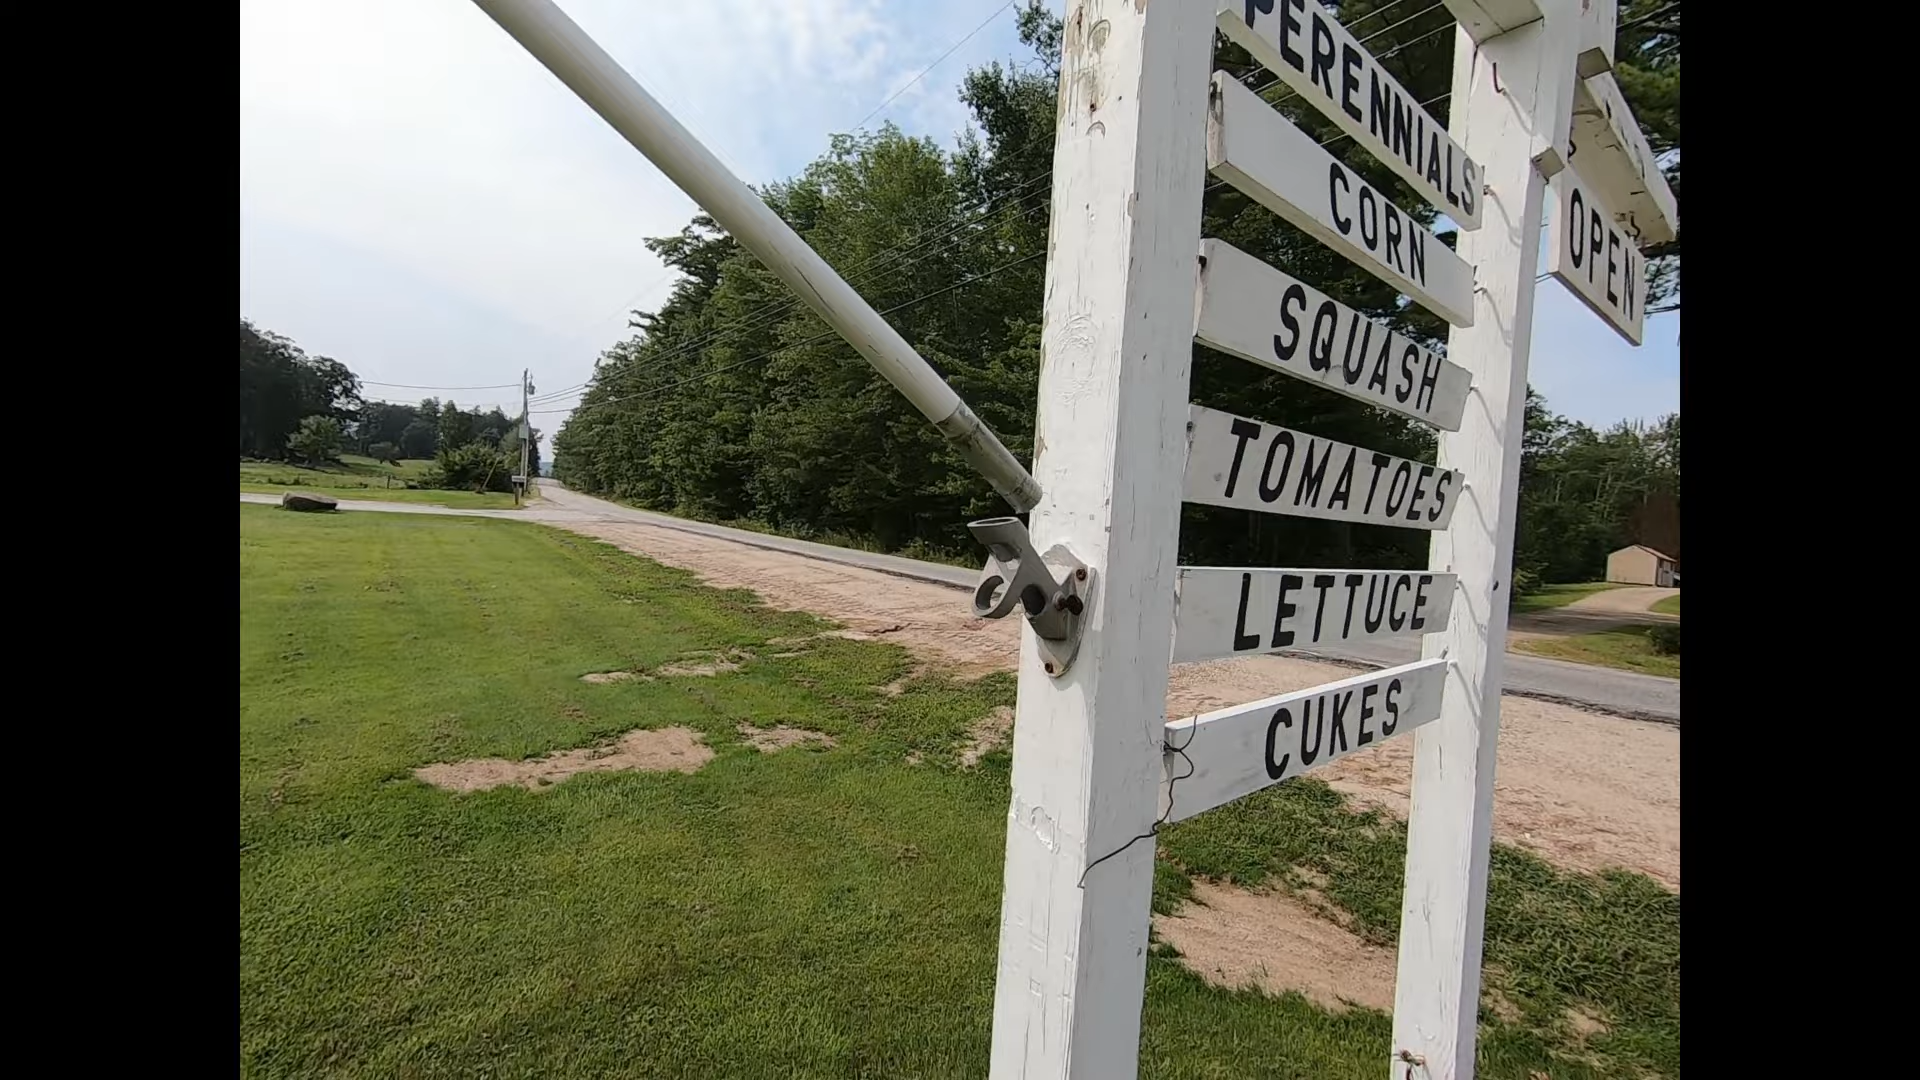 PERENNIALS
CORN
SQUASH
TOMATOES
LETTUCE
CUKES
OPEN